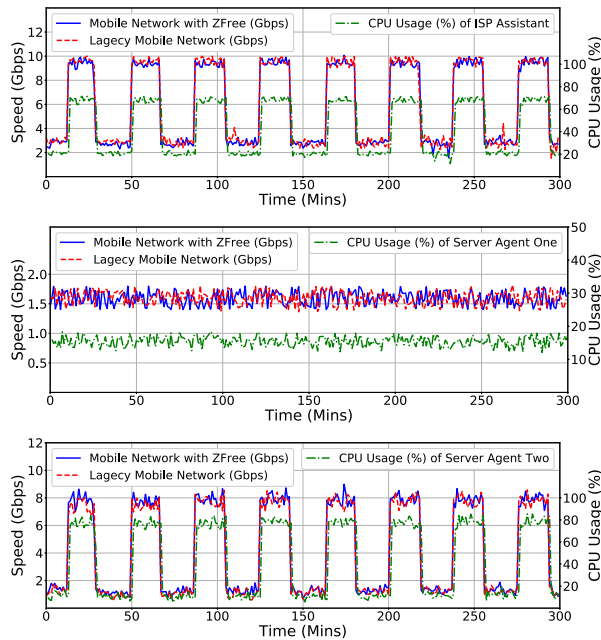 Mobile Network with ZFree (Gbps)
Lagecy Mobile Network (Gbps)
CPU Usage (%) of ISP Assistant
Speed (Gbps)
14
12
10
8
6
4
2
CPU Usage (%)
100
80
60
40
20
0 50 100 150 200 250 300
Time (Mins)
Mobile Network with ZFree (Gbps)
Lagecy Mobile Network (Gbps)
CPU Usage (%) of Server Agent One
Speed (Gbps)
2.0
1.5
1.0
0.5
CPU Usage (%)
50
40
30
20
10
0 50 100 150 200 250 300
Time (Mins)
Mobile Network with ZFree (Gbps)
Lagecy Mobile Network (Gbps)
CPU Usage (%) of Server Agent Two
Speed (Gbps)
12
10
8
6
4
2
CPU Usage (%)
100
80
60
40
20
0 50 100 150 200 250 300
Time (Mins)